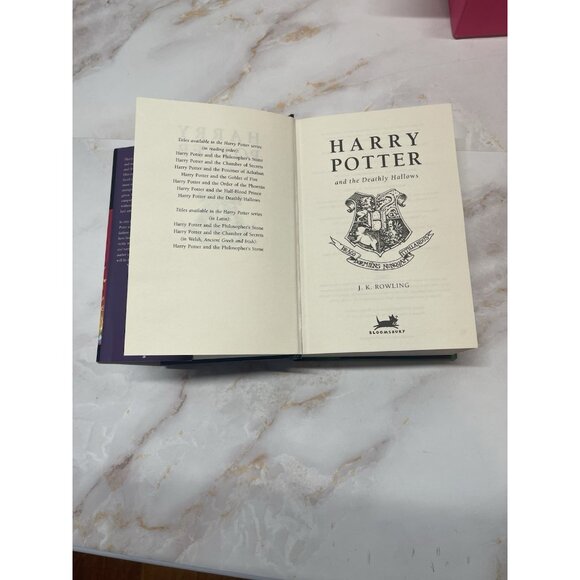 Titles available in the Harry Potter series
(in reading order):
Harry Potter and the Philosopher's Stone
Harry Potter and the Chamber of Secrets
Harry Potter and the Prisoner of Azkaban
Harry Potter and the Goblet of Fire
Harry Potter and the Order of the Phoenix
Harry Potter and the Half-Blood Prince
Harry Potter and the Deathly Hallows
Titles available in the Harry Potter series
(in Latin):
Harry Potter and the Philosopher's Stone
Harry Potter and the Chamber of Secrets
(in Welsh, Ancient Greek and Irish):
Harry Potter and the Philosopher's Stone
HARRY
POTTER
and the Deathly Hallows
J. K. ROWLING
BLOOMSBURY